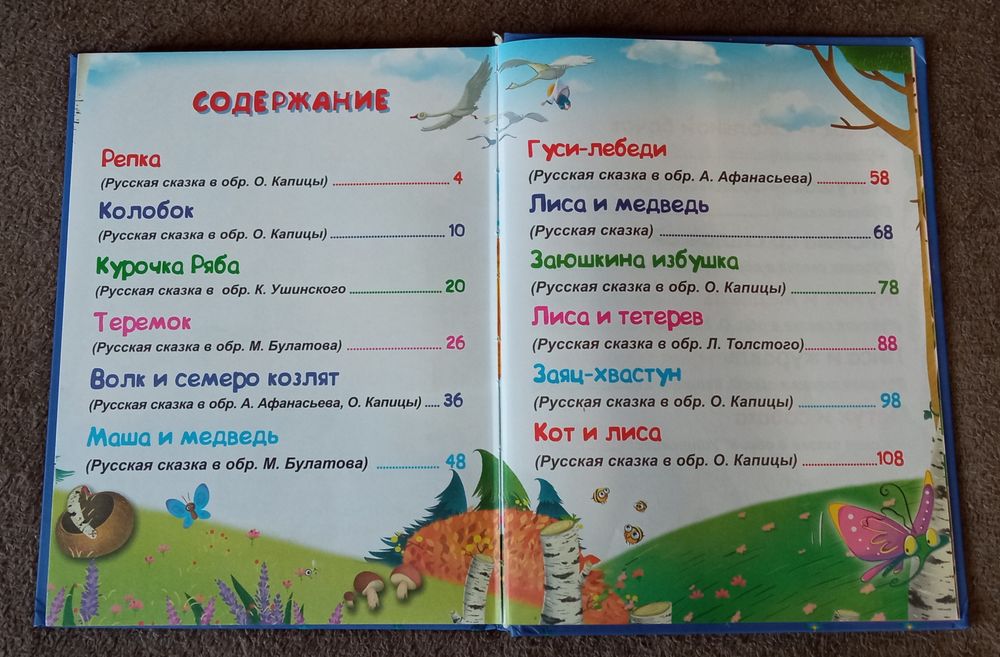 СОДЕРЖАНИЕ
Репка
(Русская сказка в обр. О. Капицы) ........................ 4
Колобок
(Русская сказка в обр. О. Капицы) ........................ 10
Курочка Ряба
(Русская сказка в обр. К. Ушинского ........................ 20
Теремок
(Русская сказка в обр. М. Булатова) ........................ 26
Волк и семеро козлят
(Русская сказка в обр. А. Афанасьева, О. Капицы) ..... 36
Маша и медведь
(Русская сказка в обр. М. Булатова) ................. 48
Гуси-лебеди
(Русская сказка в обр. А. Афанасьева) ............... 58
Лиса и медведь
(Русская сказка) ................................................ 68
Заюшкина избушка
(Русская сказка в обр. О. Капицы) ..................... 78
Лиса и тетерев
(Русская сказка в обр. Л. Толстого)................... 88
Заяц-хвастун
(Русская сказка в обр. О. Капицы) .................... 98
Кот и лиса
(Русская сказка в обр. О. Капицы) ................... 108